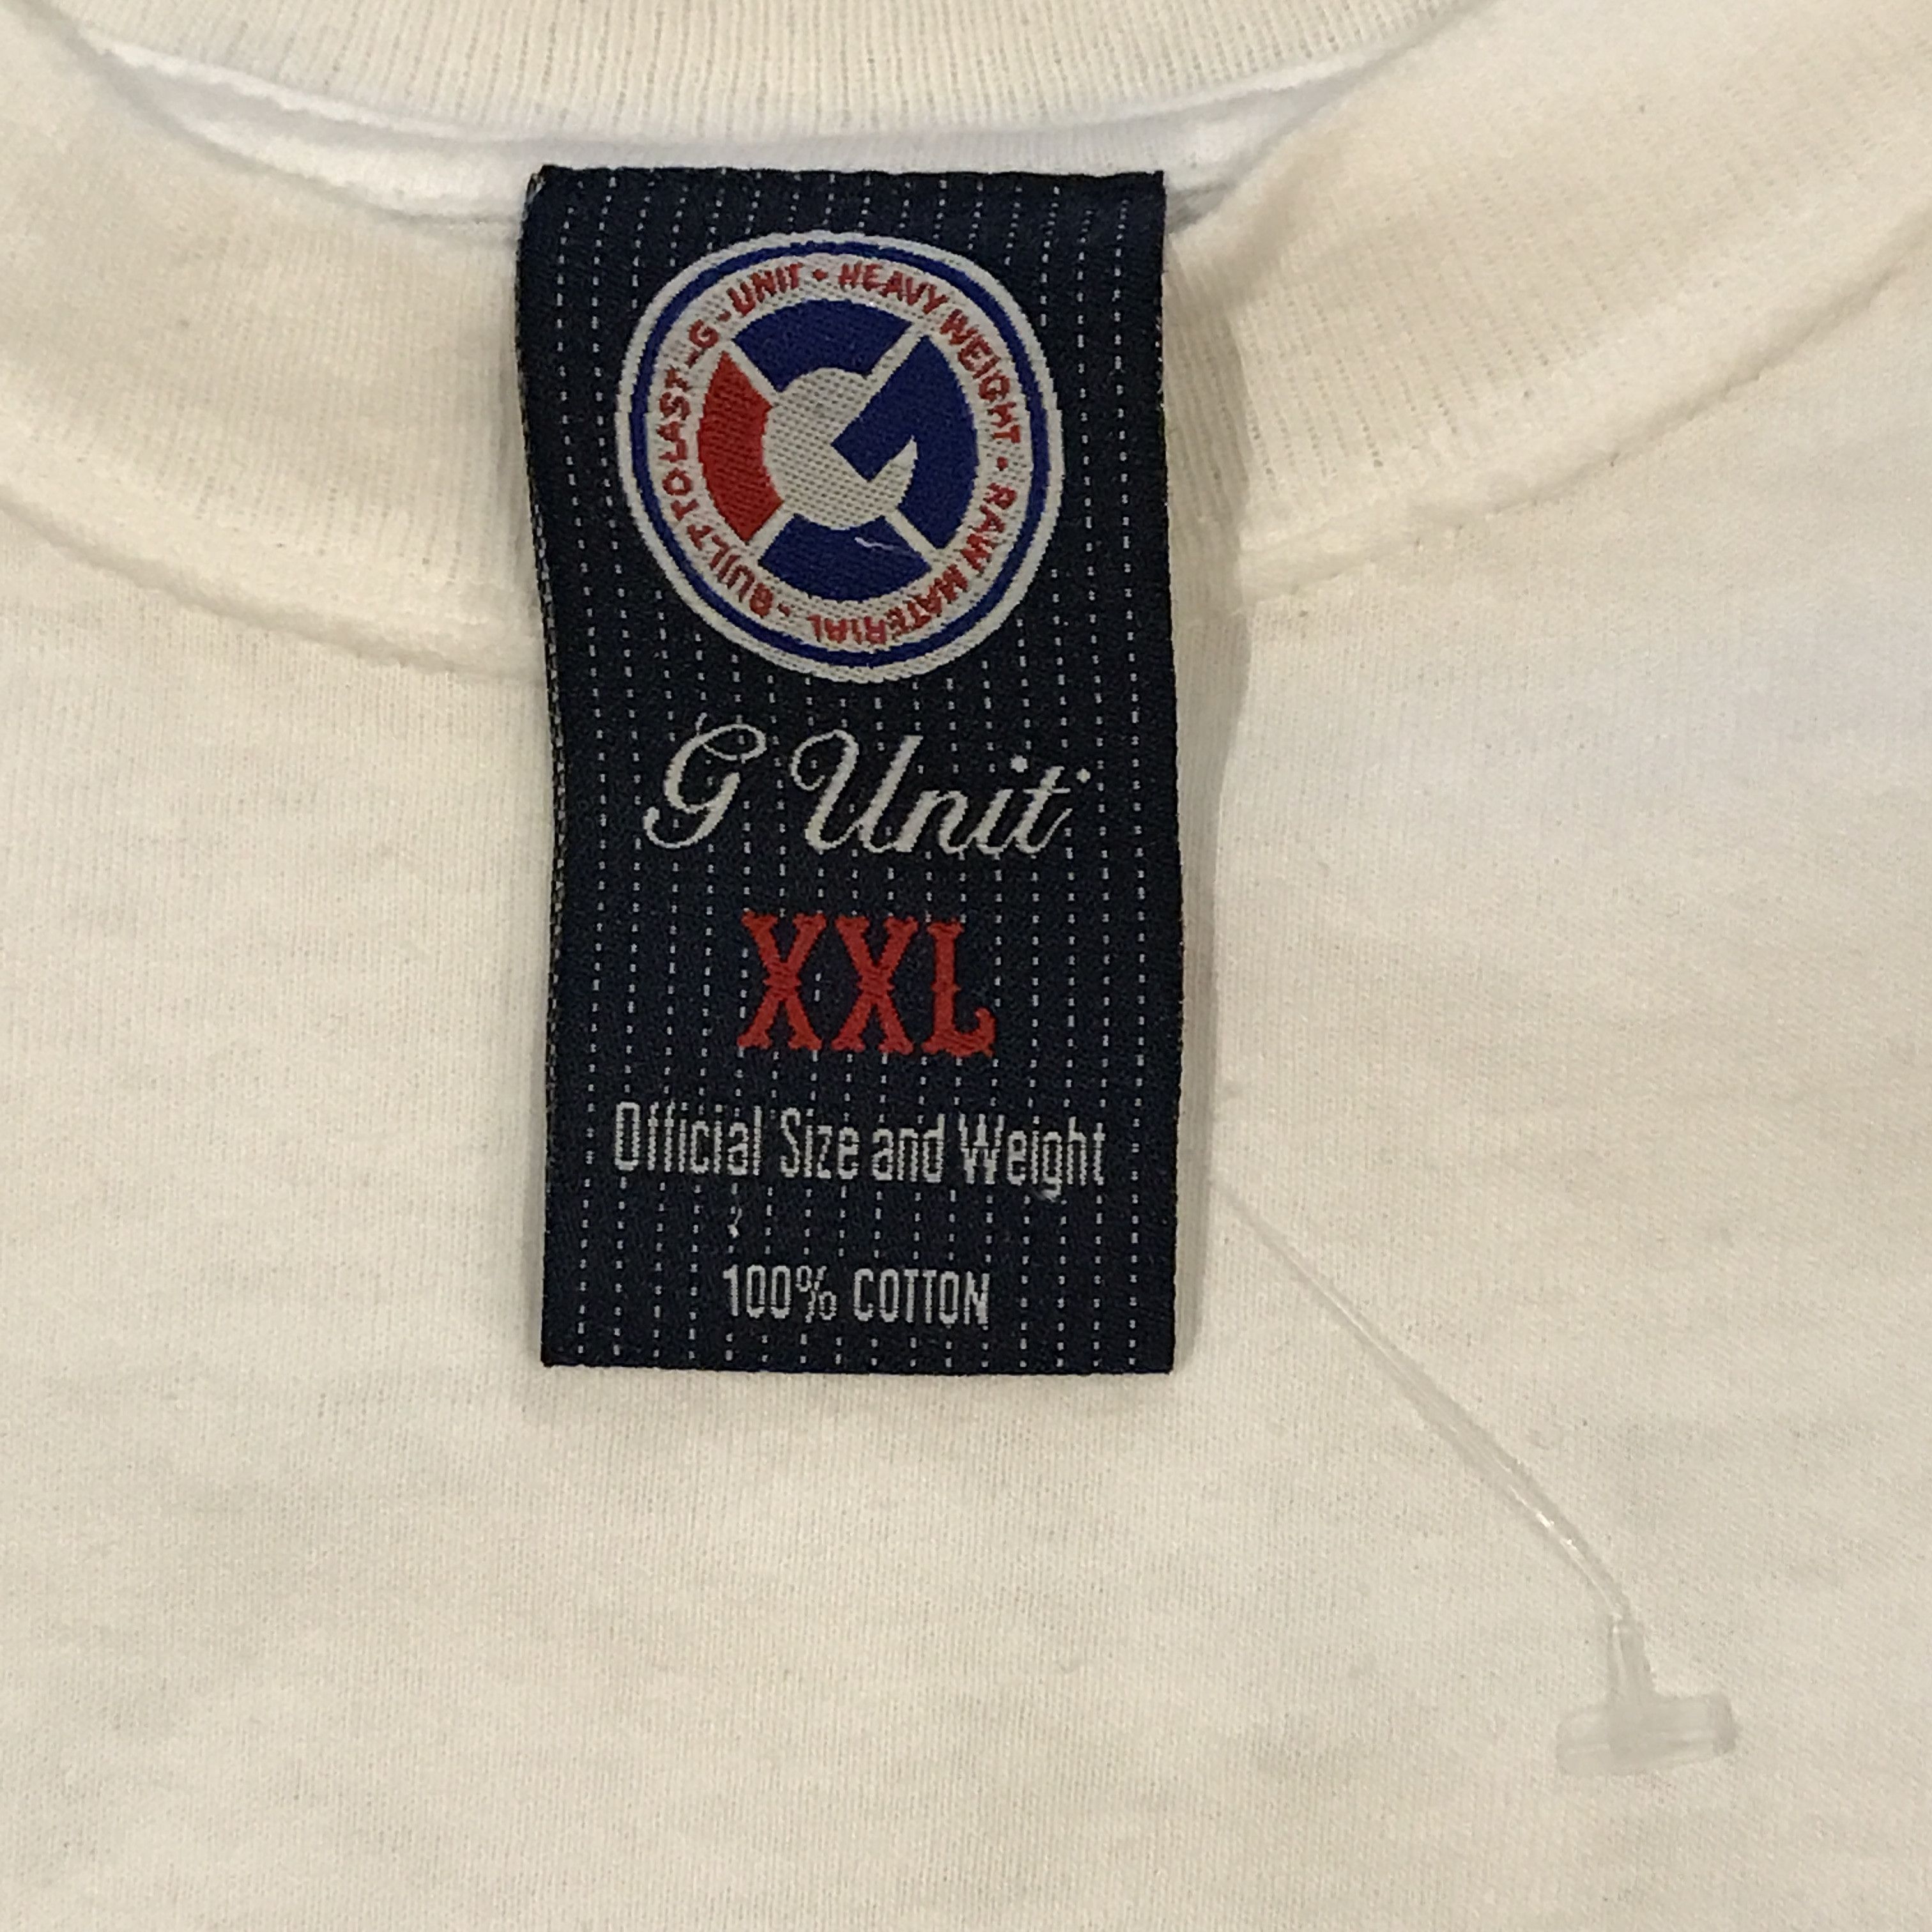 G-UNIT • HEAVY WEIGHT • RAW MATERIAL • BUILT TO LAST
G Unit
XXL
Official Size and Weight
100% COTTON